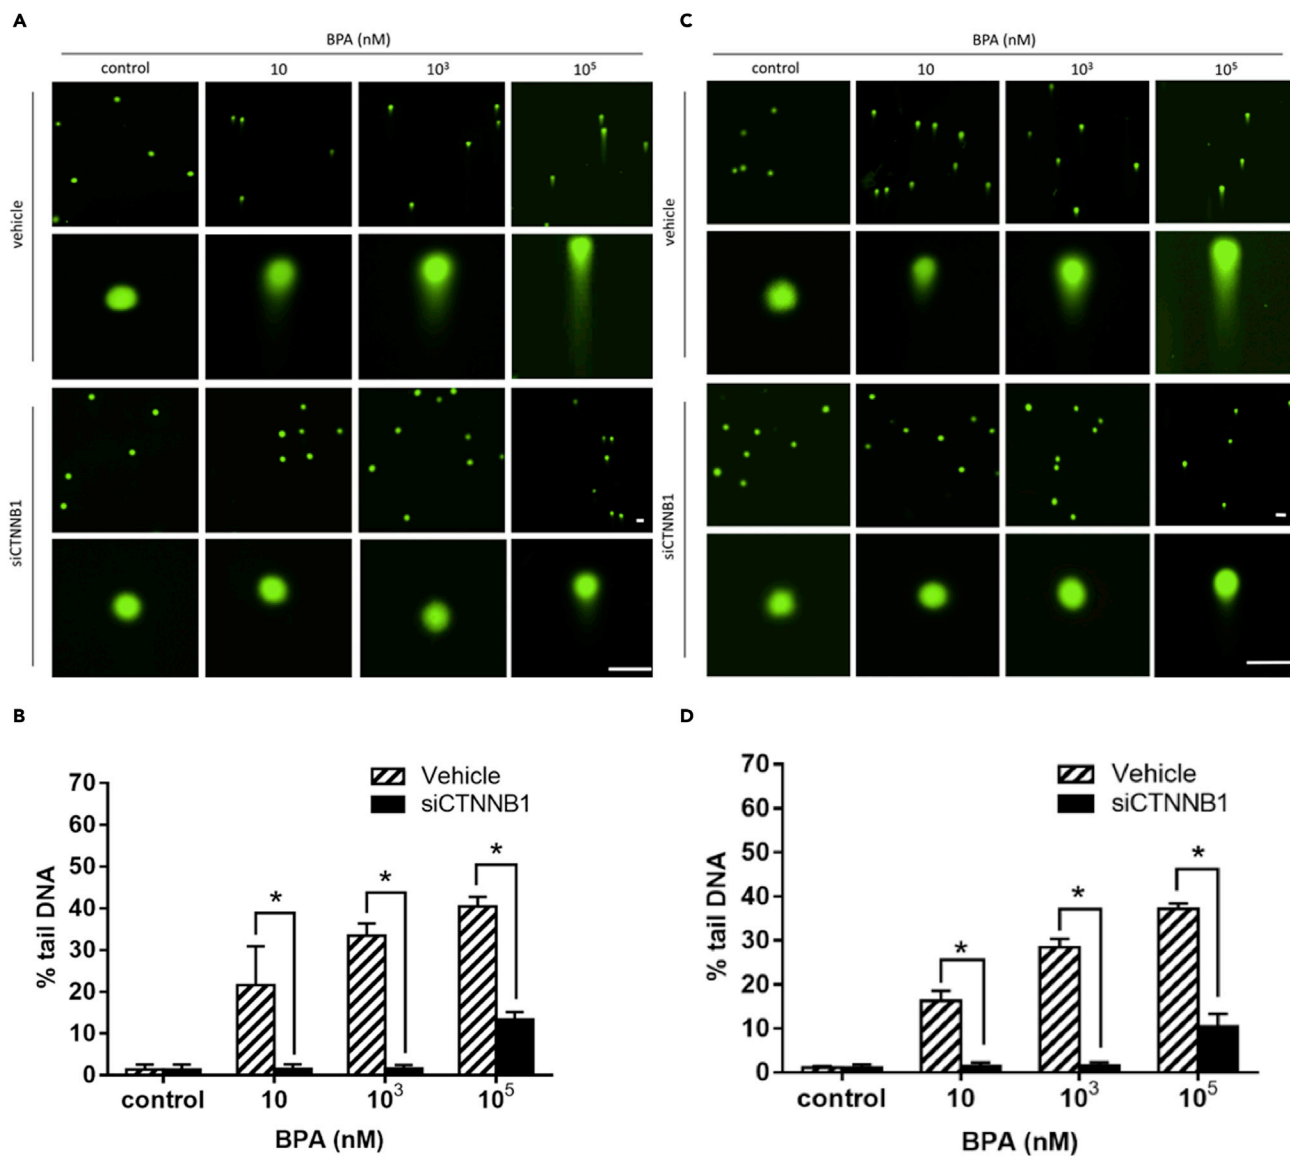 A
BPA (nM)
control 10 10³ 10⁵
vehicle
siCTNNB1
C
BPA (nM)
control 10 10³ 10⁵
vehicle
siCTNNB1
B
70
60
50
40
30
20
10
0
% tail DNA
Vehicle
siCTNNB1
*
*
*
control 10 10³ 10⁵
BPA (nM)
D
70
60
50
40
30
20
10
0
% tail DNA
Vehicle
siCTNNB1
*
*
*
control 10 10³ 10⁵
BPA (nM)